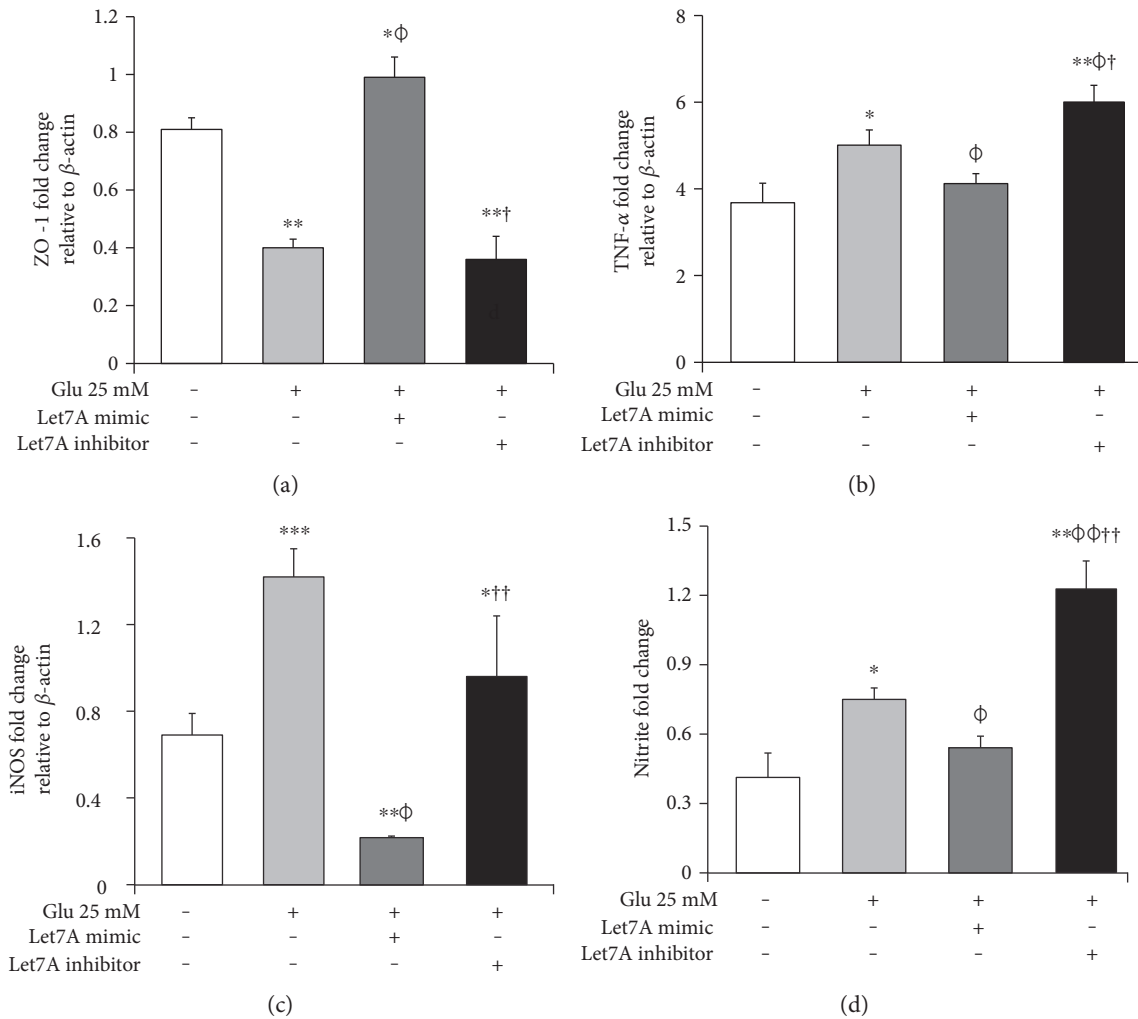 1.2
1
0.8
0.6
0.4
0.2
0
ZO -1 fold change
relative to β-actin
**
*ϕ
**†
d
Glu 25 mM – + + +
Let7A mimic – – + –
Let7A inhibitor – – – +
(a)
8
6
4
2
0
TNF-α fold change
relative to β-actin
*
ϕ
**ϕ†
Glu 25 mM – + + +
Let7A mimic – – + –
Let7A inhibitor – – – +
(b)
1.6
1.2
0.8
0.4
0
iNOS fold change
relative to β-actin
***
**ϕ
*††
Glu 25 mM – + + +
Let7A mimic – – + –
Let7A inhibitor – – – +
(c)
1.5
1.2
0.9
0.6
0.3
0
Nitrite fold change
*
ϕ
**ϕϕ††
Glu 25 mM – + + +
Let7A mimic – – + –
Let7A inhibitor – – – +
(d)